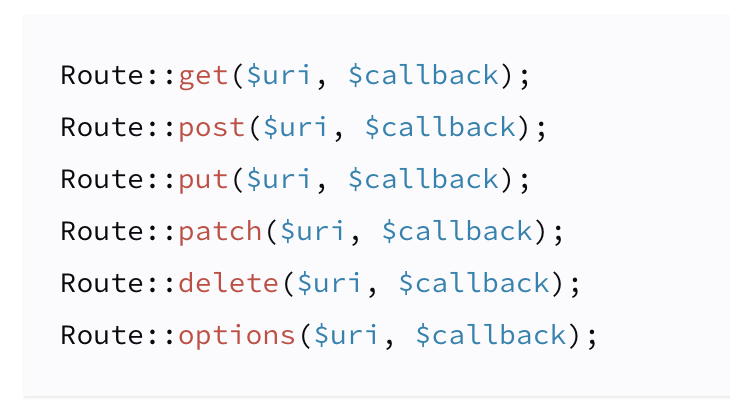 Route::get($uri, $callback);
Route::post($uri, $callback);
Route::put($uri, $callback);
Route::patch($uri, $callback);
Route::delete($uri, $callback);
Route::options($uri, $callback);